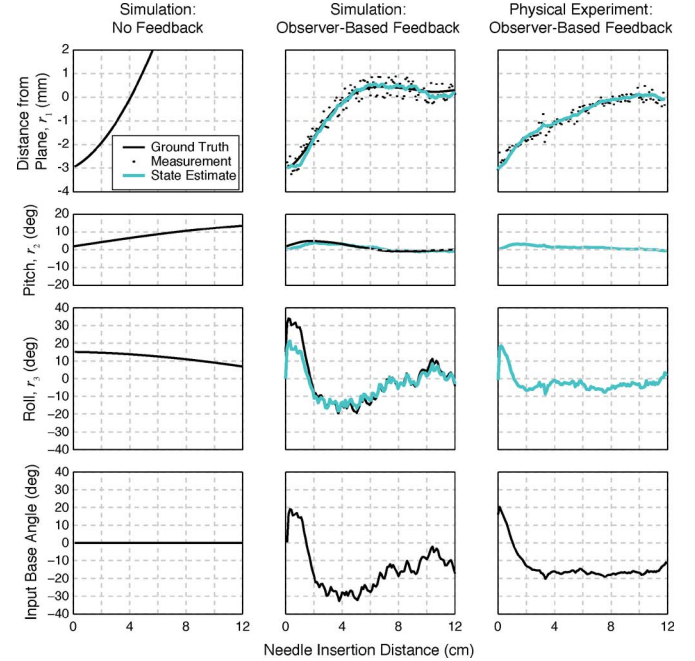 Simulation:
No Feedback
Simulation:
Observer-Based Feedback
Physical Experiment:
Observer-Based Feedback
Distance from
Plane, r₁ (mm)
2
1
0
-1
-2
-3
-4
Ground Truth
Measurement
State Estimate
Pitch, r₂ (deg)
20
10
0
-10
-20
Roll, r₃ (deg)
40
30
20
10
0
-10
-20
-30
-40
Input Base Angle (deg)
40
30
20
10
0
-10
-20
-30
-40
0 4 8 12
0 4 8 12
0 4 8 12
Needle Insertion Distance (cm)